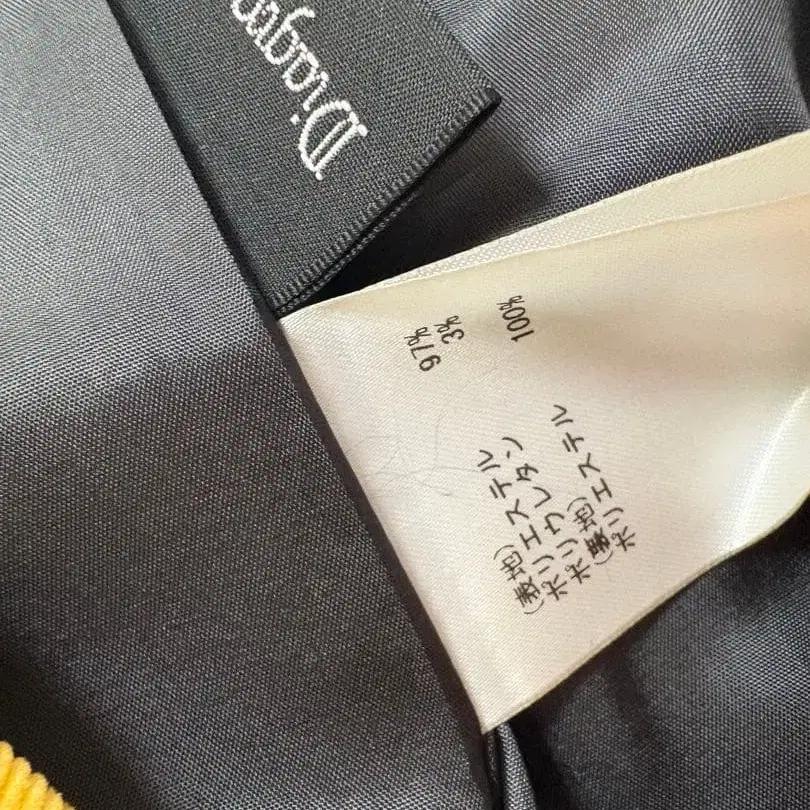 Diag
(表地)
ポリエステル 97%
ポリウレタン 3%
(裏地)
ポリエステル 100%